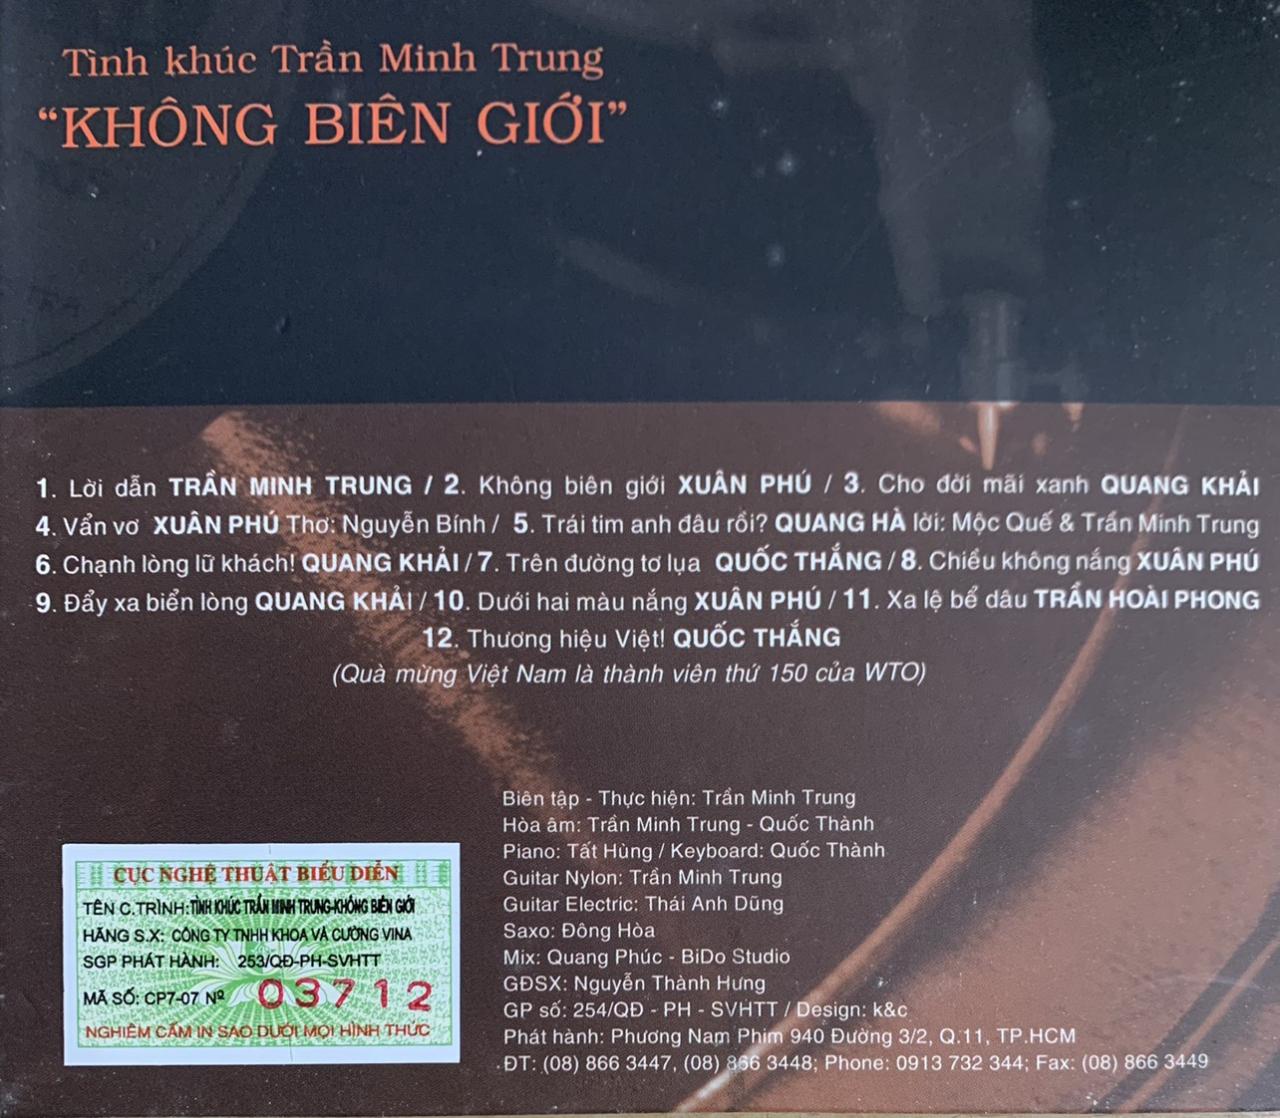 Tình khúc Trần Minh Trung
“KHÔNG BIÊN GIỚI”
1. Lời dẫn TRẦN MINH TRUNG / 2. Không biên giới XUÂN PHÚ / 3. Cho đời mãi xanh QUANG KHẢI
4. Vẩn vơ XUÂN PHÚ Thơ: Nguyễn Bính / 5. Trái tim anh đâu rồi? QUANG HÀ lời: Mộc Quế & Trần Minh Trung
6. Chạnh lòng lữ khách! QUANG KHẢI / 7. Trên đường tơ lụa QUỐC THẮNG / 8. Chiều không nắng XUÂN PHÚ
9. Đẩy xa biển lòng QUANG KHẢI / 10. Dưới hai màu nắng XUÂN PHÚ / 11. Xa lệ bể dâu TRẦN HOÀI PHONG
12. Thương hiệu Việt! QUỐC THẮNG
(Quà mừng Việt Nam là thành viên thứ 150 của WTO)
Biên tập - Thực hiện: Trần Minh Trung
Hòa âm: Trần Minh Trung - Quốc Thành
Piano: Tất Hùng / Keyboard: Quốc Thành
Guitar Nylon: Trần Minh Trung
Guitar Electric: Thái Anh Dũng
Saxo: Đông Hòa
Mix: Quang Phúc - BiDo Studio
GĐSX: Nguyễn Thành Hưng
GP số: 254/QĐ - PH - SVHTT / Design: k&c
Phát hành: Phương Nam Phim 940 Đường 3/2, Q.11, TP.HCM
ĐT: (08) 866 3447, (08) 866 3448; Phone: 0913 732 344; Fax: (08) 866 3449
CỤC NGHỆ THUẬT BIỂU DIỄN
TÊN C.TRÌNH: TÌNH KHÚC TRẦN MINH TRUNG-KHÔNG BIÊN GIỚI
HÃNG S.X: CÔNG TY TNHH KHOA VÀ CƯỜNG VINA
SGP PHÁT HÀNH: 253/QĐ-PH-SVHTT
MÃ SỐ: CP7-07 Nº 03712
NGHIÊM CẤM IN SAO DƯỚI MỌI HÌNH THỨC